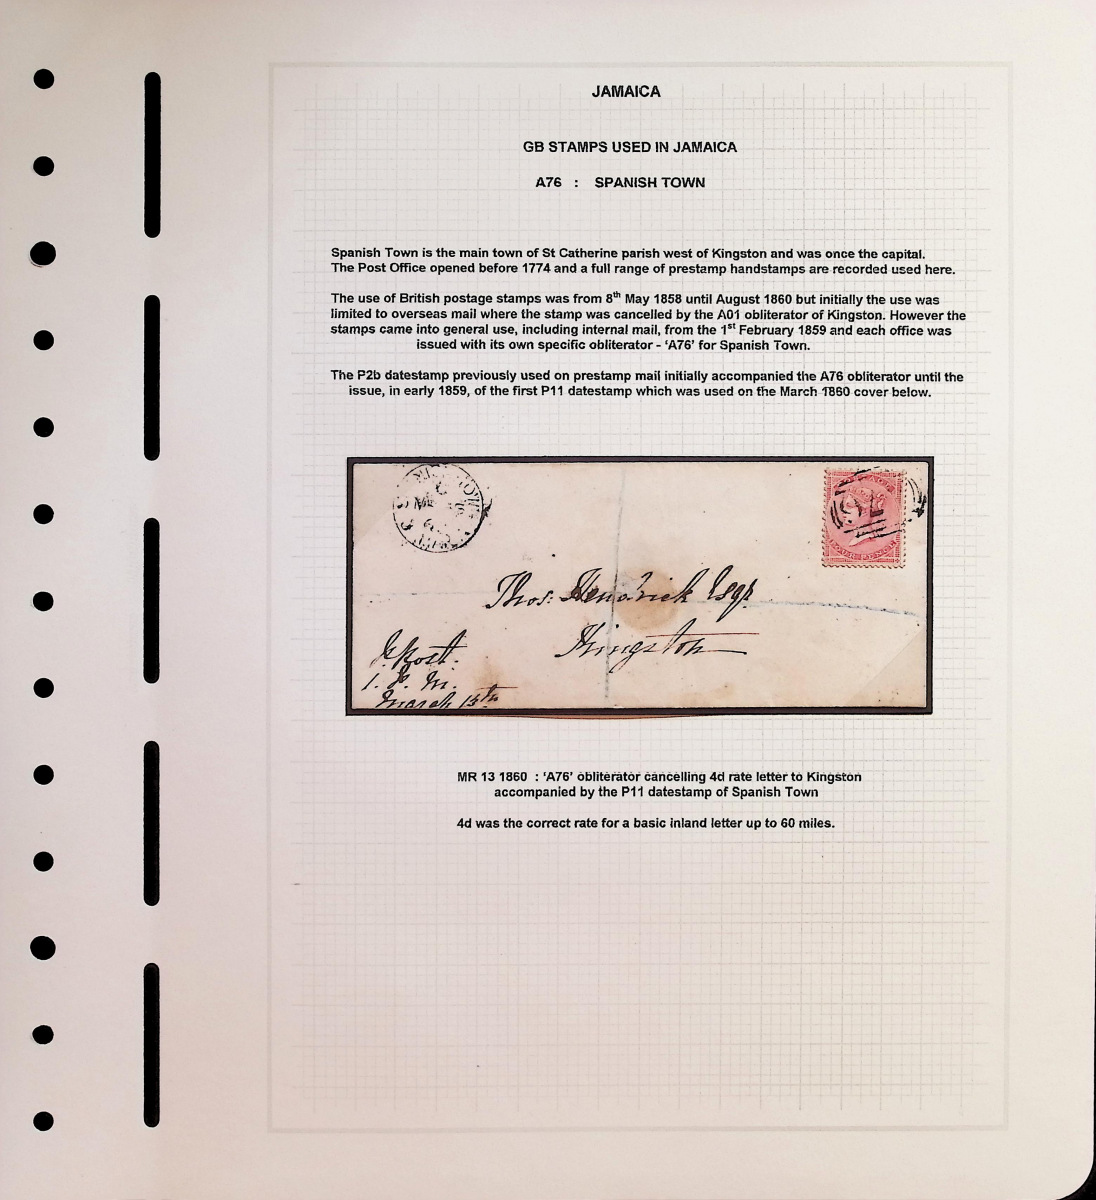 JAMAICA
GB STAMPS USED IN JAMAICA
A76 : SPANISH TOWN
Spanish Town is the main town of St Catherine parish west of Kingston and was once the capital.
The Post Office opened before 1774 and a full range of prestamp handstamps are recorded used here.
The use of British postage stamps was from 8th May 1858 until August 1860 but initially the use was
limited to overseas mail where the stamp was cancelled by the A01 obliterator of Kingston. However the
stamps came into general use, including internal mail, from the 1st February 1859 and each office was
issued with its own specific obliterator - 'A76' for Spanish Town.
The P2b datestamp previously used on prestamp mail initially accompanied the A76 obliterator until the
issue, in early 1859, of the first P11 datestamp which was used on the March 1860 cover below.
Thos. Hendrick Esqr
Kingston
March 13th
FOUR PENCE
MR 13 1860 : 'A76' obliterator cancelling 4d rate letter to Kingston
accompanied by the P11 datestamp of Spanish Town
4d was the correct rate for a basic inland letter up to 60 miles.